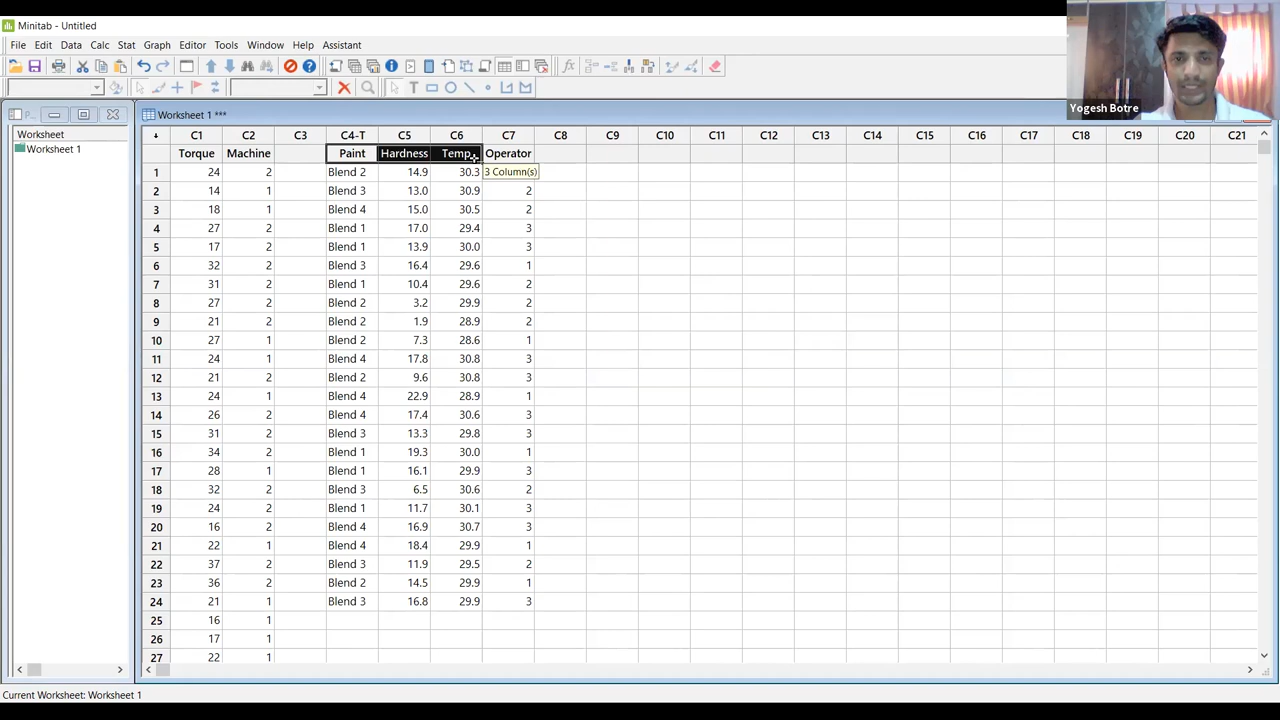 Minitab - Untitled
File Edit Data Calc Stat Graph Editor Tools Window Help Assistant
Yogesh Botre
P...
Worksheet 1 ***
Worksheet
Worksheet 1
C1 C2 C3 C4-T C5 C6 C7 C8 C9 C10 C11 C12 C13 C14 C15 C16 C17 C18 C19 C20 C21
Torque Machine Paint Hardness Temp. Operator
1 24 2 Blend 2 14.9 30.3 3 Column(s)
2 14 1 Blend 3 13.0 30.9 2
3 18 1 Blend 4 15.0 30.5 2
4 27 2 Blend 1 17.0 29.4 3
5 17 2 Blend 1 13.9 30.0 3
6 32 2 Blend 3 16.4 29.6 1
7 31 2 Blend 1 10.4 29.6 2
8 27 2 Blend 2 3.2 29.9 2
9 21 2 Blend 2 1.9 28.9 2
10 27 1 Blend 2 7.3 28.6 1
11 24 1 Blend 4 17.8 30.8 3
12 21 2 Blend 2 9.6 30.8 3
13 24 1 Blend 4 22.9 28.9 1
14 26 2 Blend 4 17.4 30.6 3
15 31 2 Blend 3 13.3 29.8 3
16 34 2 Blend 1 19.3 30.0 1
17 28 1 Blend 1 16.1 29.9 3
18 32 2 Blend 3 6.5 30.6 2
19 24 2 Blend 1 11.7 30.1 3
20 16 2 Blend 4 16.9 30.7 3
21 22 1 Blend 4 18.4 29.9 1
22 37 2 Blend 3 11.9 29.5 2
23 36 2 Blend 2 14.5 29.9 1
24 21 1 Blend 3 16.8 29.9 3
25 16 1
26 17 1
27 22 1
Current Worksheet: Worksheet 1